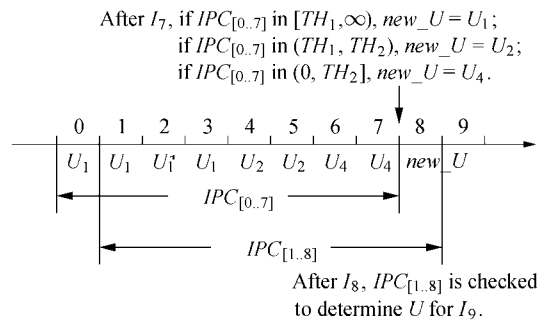 After I₇, if IPC[0..7] in [TH₁,∞), new_U = U₁;
if IPC[0..7] in (TH₁, TH₂), new_U = U₂;
if IPC[0..7] in (0, TH₂], new_U = U₄.
0 1 2 3 4 5 6 7 8 9
U₁ U₁ U₁ U₁ U₂ U₂ U₄ U₄ new_U
IPC[0..7]
IPC[1..8]
After I₈, IPC[1..8] is checked
to determine U for I₉.